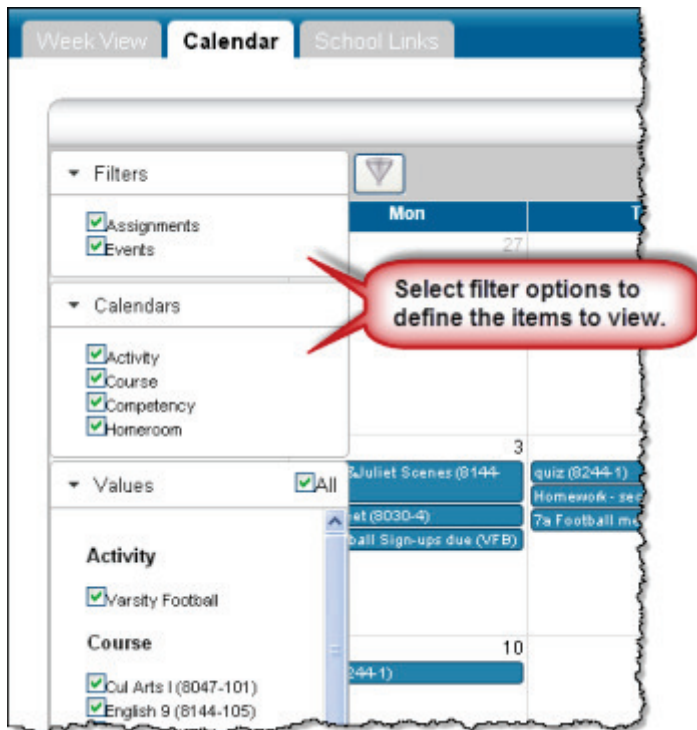 Week View Calendar School Links
Filters
Assignments
Events
Calendars
Activity
Course
Competency
Homeroom
Values All
Activity
Varsity Football
Course
Cul Arts I (8047-101)
English 9 (8144-105)
Mon T
27
Select filter options to
define the items to view.
3
&Juliet Scenes (8144-
et (8030-4)
ball Sign-ups due (VFB)
quiz (8244-1)
Homework - sec
7a Football me
10
244-1)